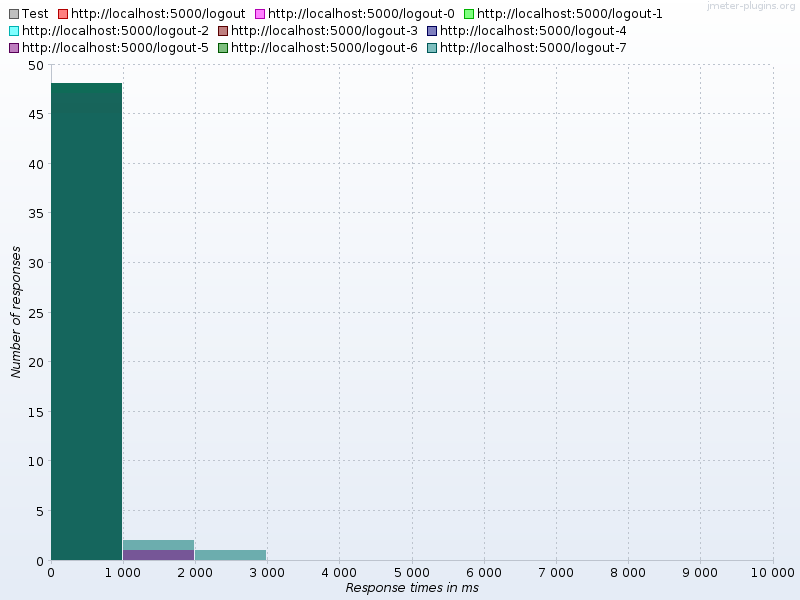 jmeter-plugins.org
Test http://localhost:5000/logout http://localhost:5000/logout-0 http://localhost:5000/logout-1
http://localhost:5000/logout-2 http://localhost:5000/logout-3 http://localhost:5000/logout-4
http://localhost:5000/logout-5 http://localhost:5000/logout-6 http://localhost:5000/logout-7
50
45
40
35
30
25
20
15
10
5
0
Number of responses
0 1 000 2 000 3 000 4 000 5 000 6 000 7 000 8 000 9 000 10 000
Response times in ms